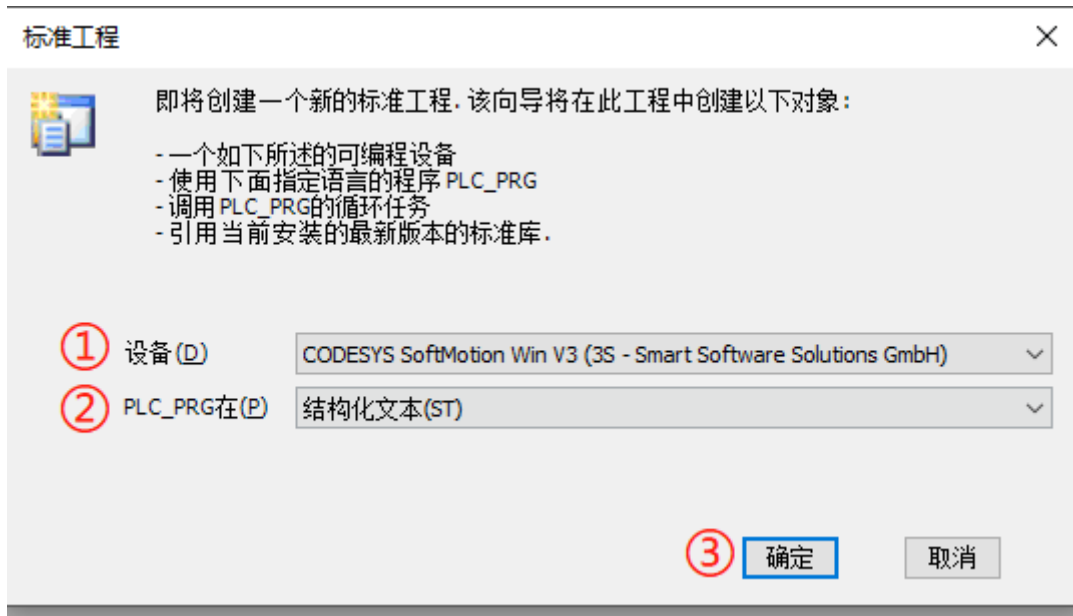 标准工程
即将创建一个新的标准工程.该向导将在此工程中创建以下对象:
-一个如下所述的可编程设备
-使用下面指定语言的程序 PLC_PRG
-调用PLC_PRG的循环任务
-引用当前安装的最新版本的标准库.
① 设备(D) CODESYS SoftMotion Win V3 (3S - Smart Software Solutions GmbH)
② PLC_PRG在(P) 结构化文本(ST)
③ 确定 取消